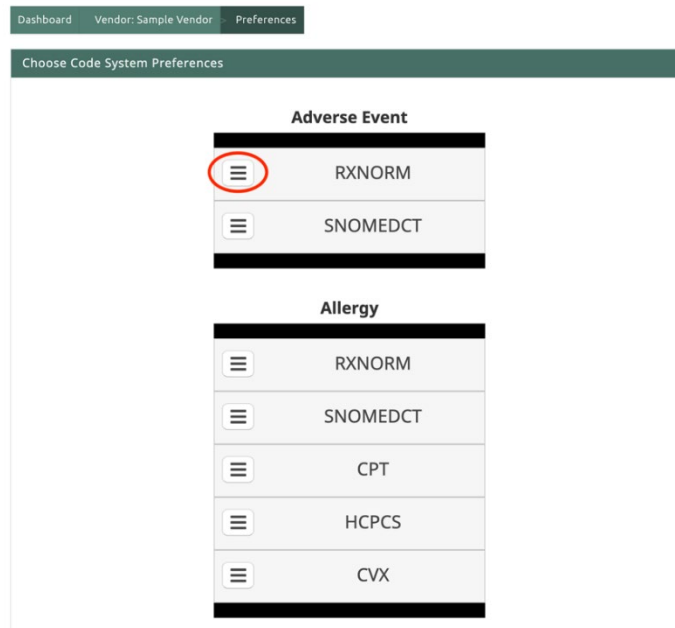 Dashboard Vendor: Sample Vendor > Preferences
Choose Code System Preferences
Adverse Event
RXNORM
SNOMEDCT
Allergy
RXNORM
SNOMEDCT
CPT
HCPCS
CVX